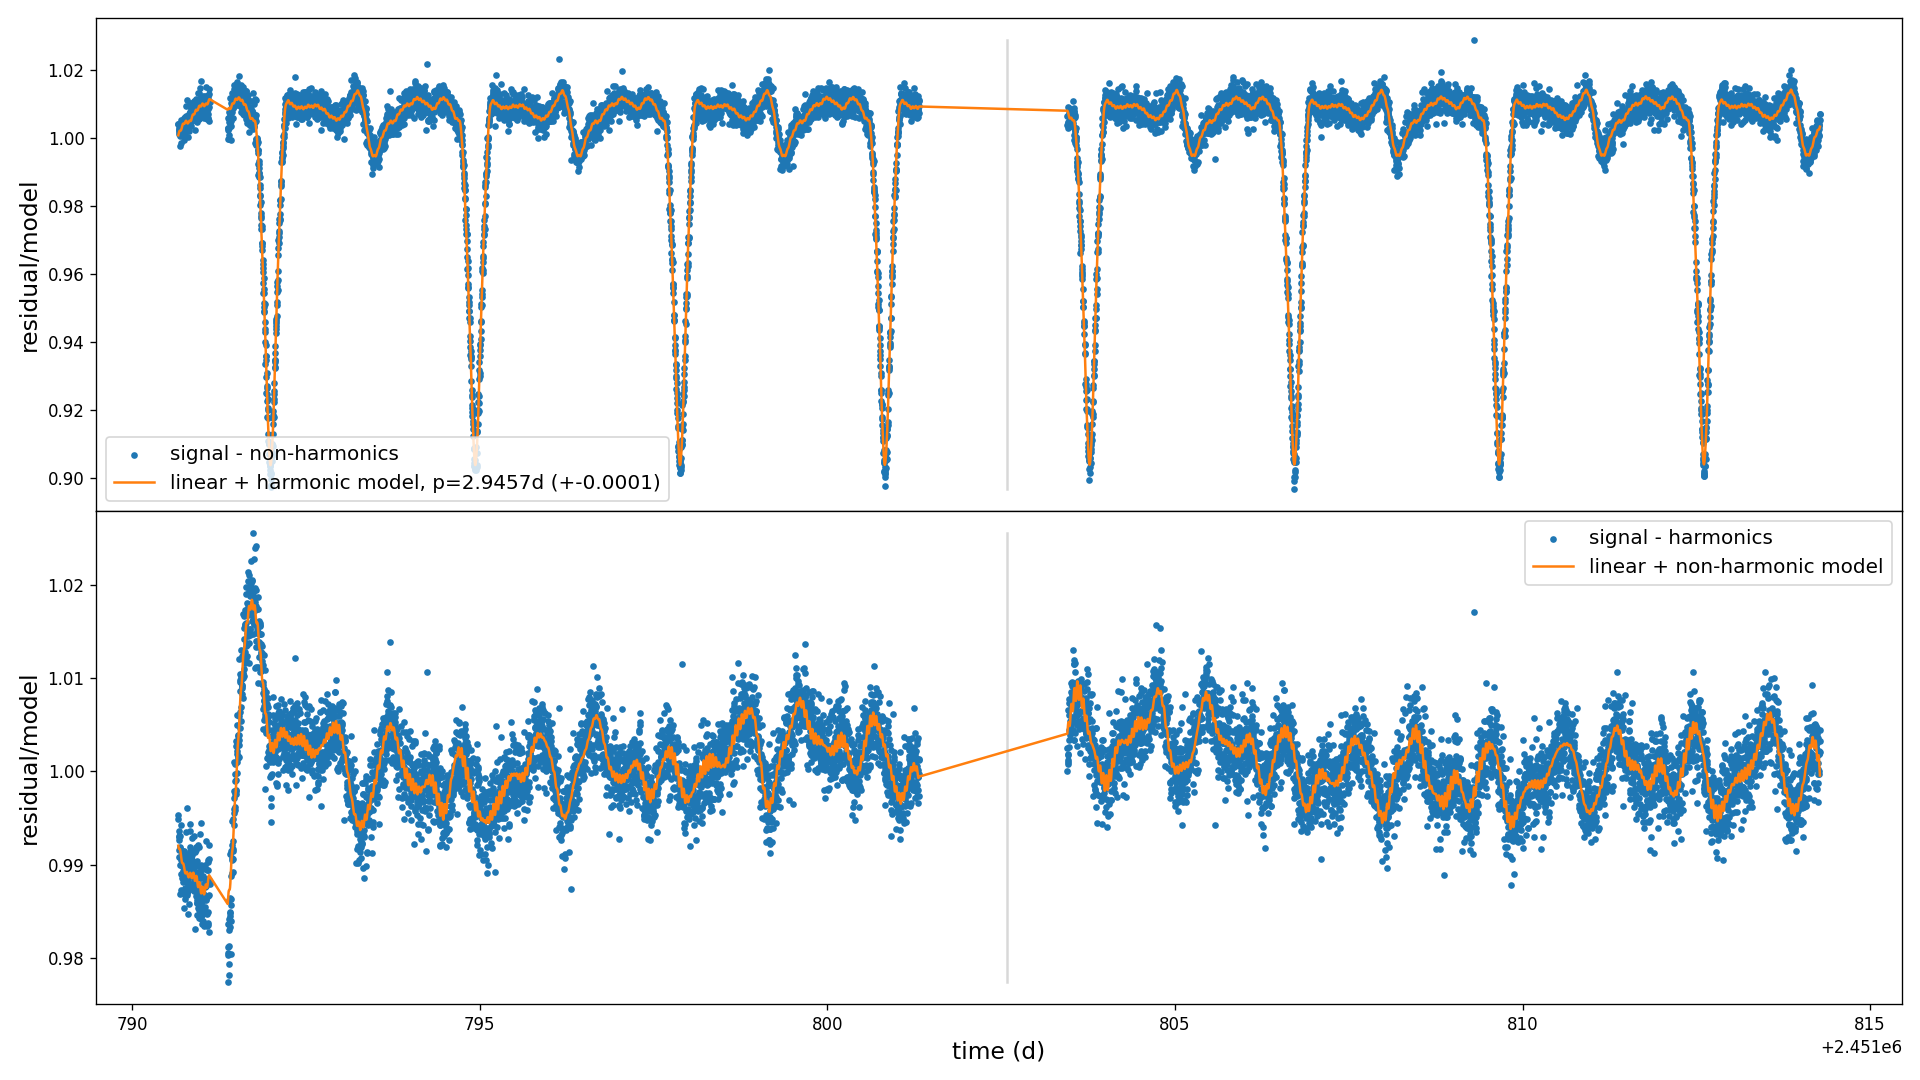 1.02
1.00
0.98
0.96
0.94
0.92
0.90
residual/model
signal - non-harmonics
linear + harmonic model, p=2.9457d (+-0.0001)
signal - harmonics
linear + non-harmonic model
1.02
1.01
1.00
0.99
0.98
residual/model
790 795 800 805 810 815
time (d)
+2.451e6